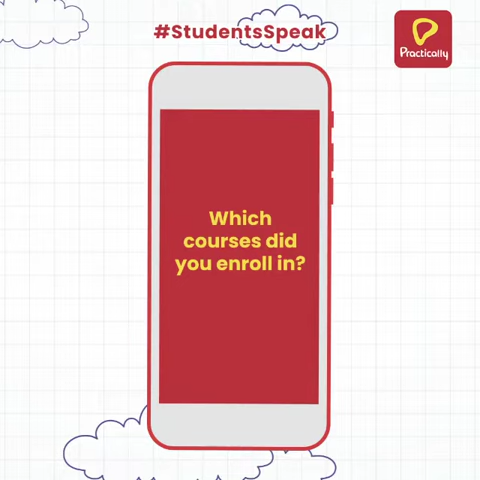 #StudentsSpeak
Practically
Which
courses did
you enroll in?